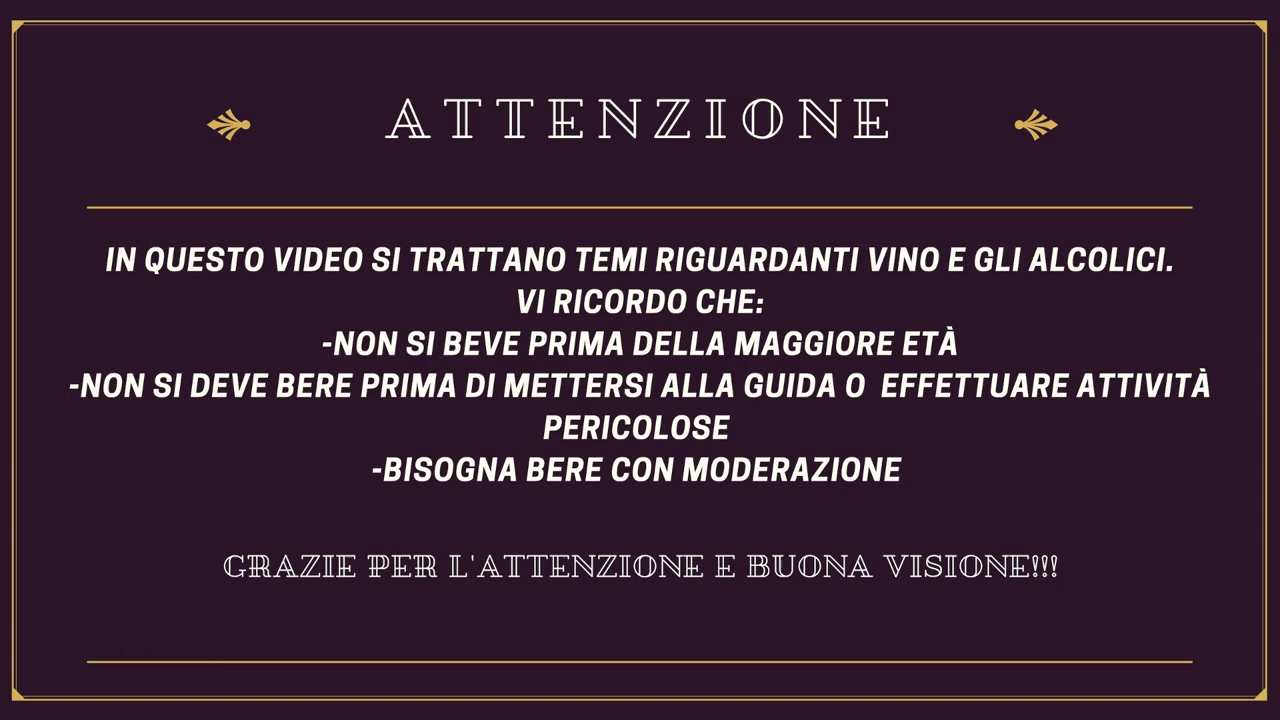 ATTENZIONE
IN QUESTO VIDEO SI TRATTANO TEMI RIGUARDANTI VINO E GLI ALCOLICI.
VI RICORDO CHE:
-NON SI BEVE PRIMA DELLA MAGGIORE ETÀ
-NON SI DEVE BERE PRIMA DI METTERSI ALLA GUIDA O EFFETTUARE ATTIVITÀ
PERICOLOSE
-BISOGNA BERE CON MODERAZIONE
GRAZIE PER L'ATTENZIONE E BUONA VISIONE!!!